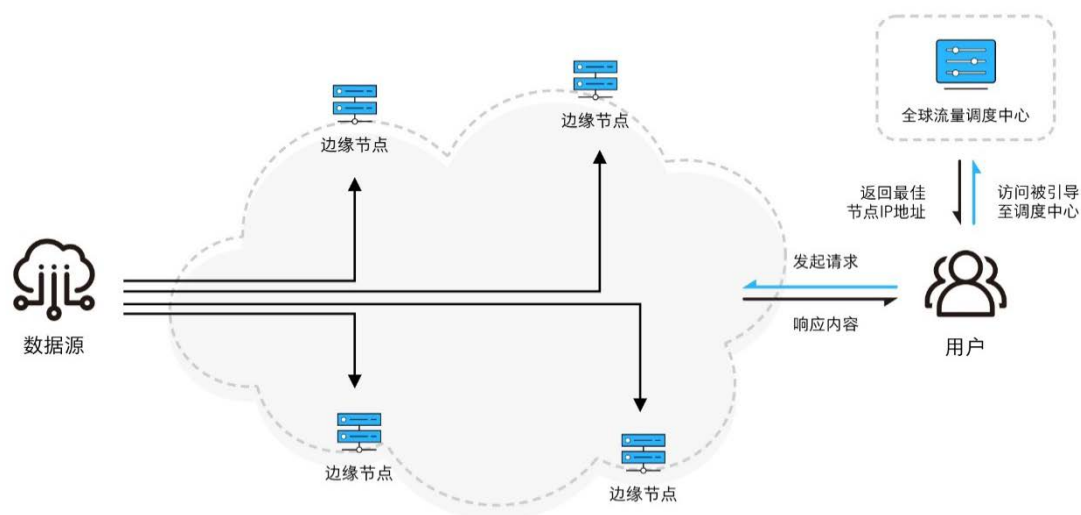 边缘节点
边缘节点
全球流量调度中心
返回最佳
节点IP地址
访问被引导
至调度中心
数据源
发起请求
响应内容
用户
边缘节点
边缘节点